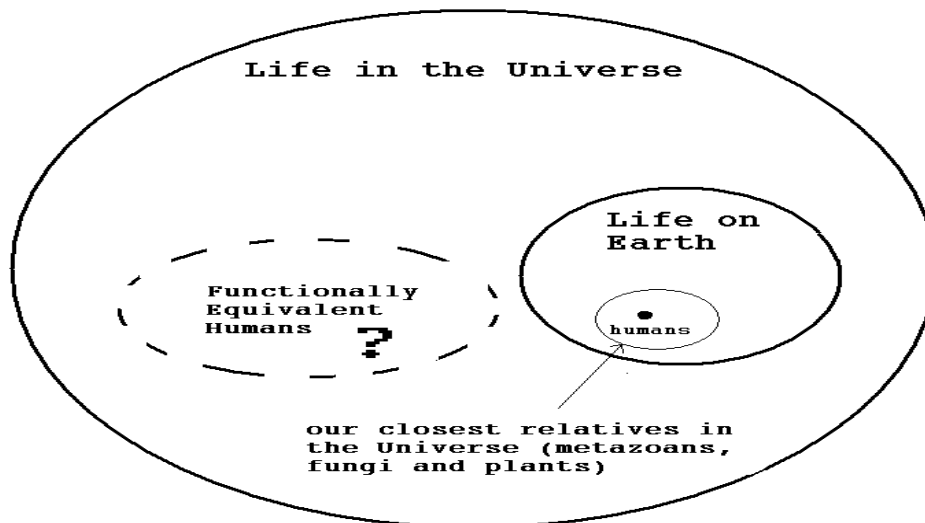 Life in the Universe
Life on
Earth
Functionally
Equivalent
Humans
?
humans
our closest relatives in
the Universe (metazoans,
fungi and plants)